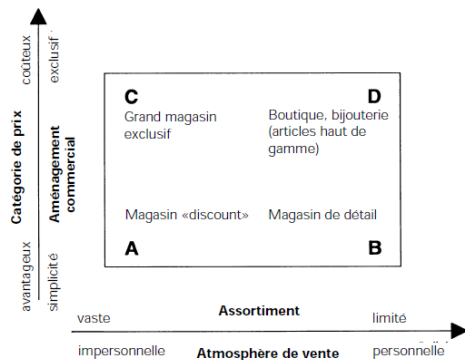 coûteux
exclusif
Catégorie de prix
Aménagement
commercial
avantageux
simplicité
C
Grand magasin
exclusif
D
Boutique, bijouterie
(articles haut de
gamme)
Magasin «discount»
A
Magasin de détail
B
vaste
Assortiment
limité
impersonnelle
Atmosphère de vente
personnelle